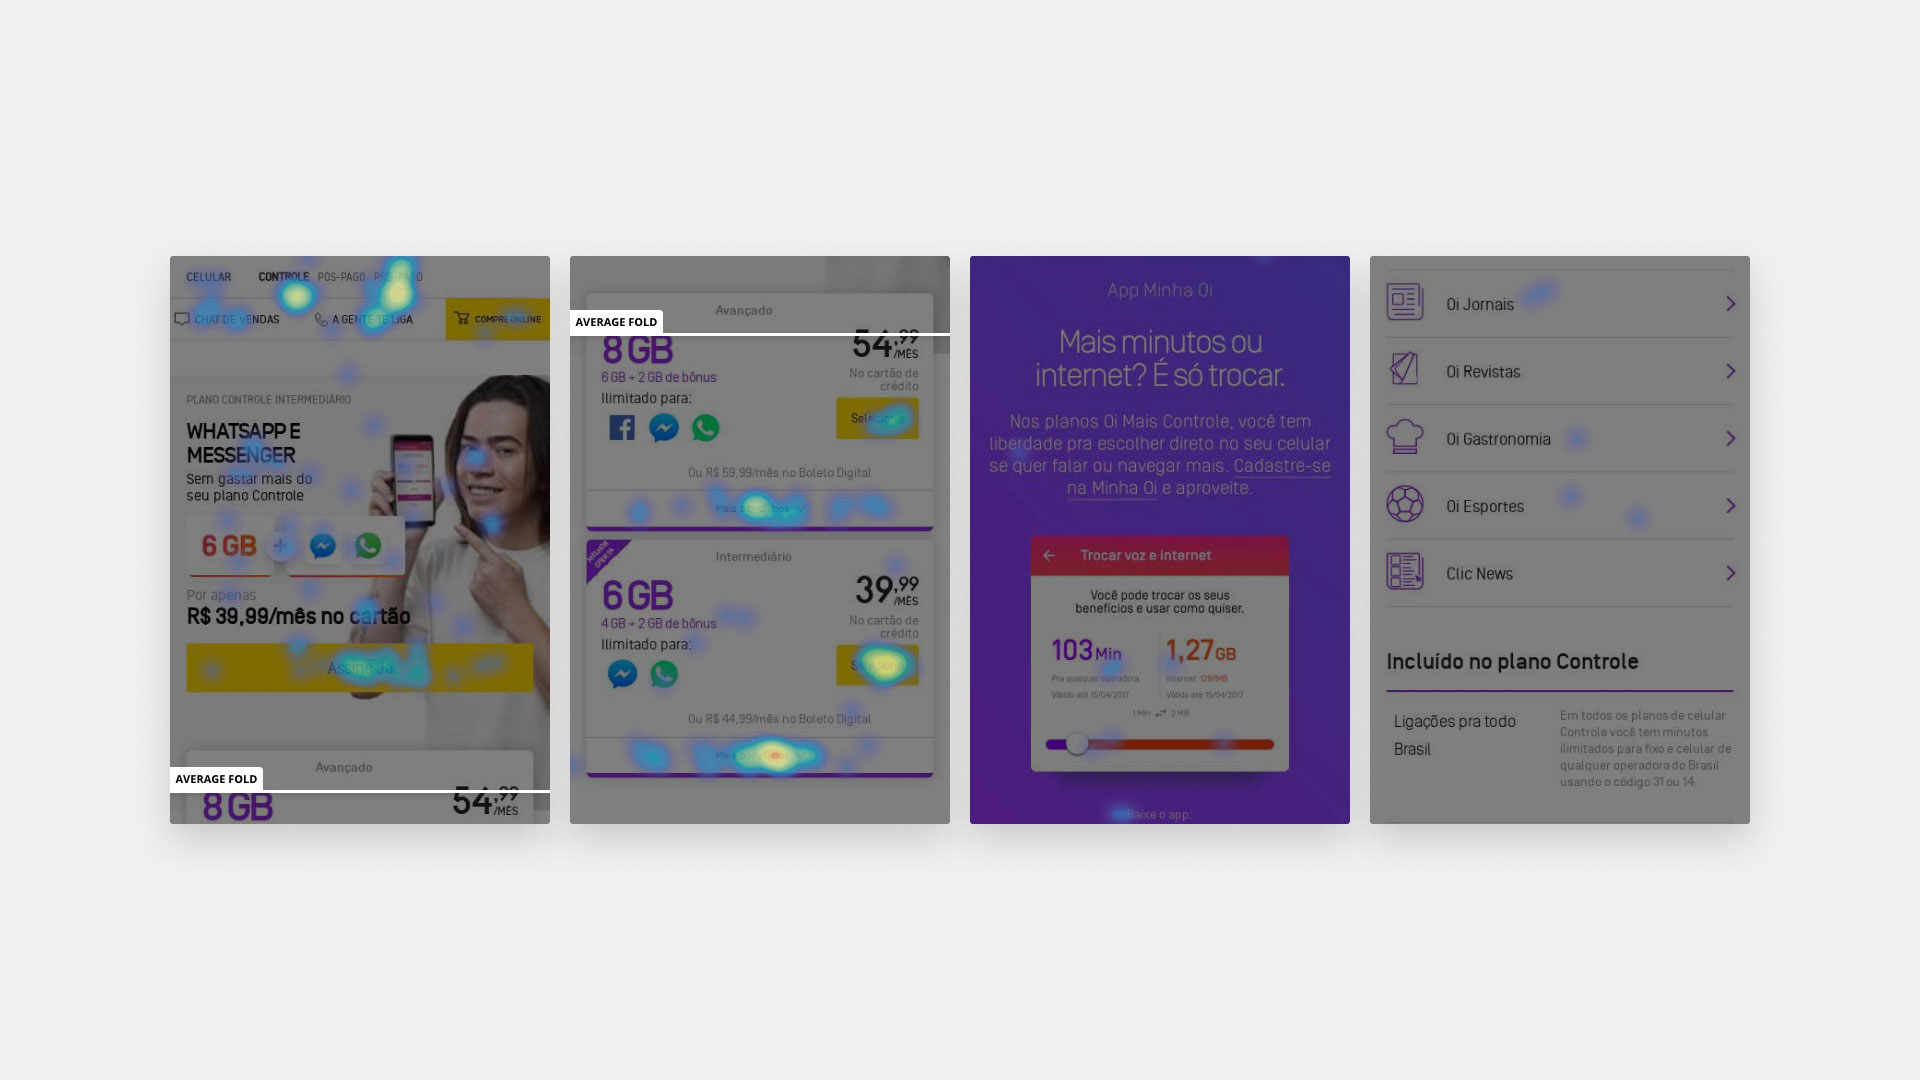 CELULAR CONTROLE PÓS-PAGO PRÉ-PAGO
CHAT DE VENDAS A GENTE TE LIGA COMPRE ONLINE
PLANO CONTROLE INTERMEDIÁRIO
WHATSAPP E
MESSENGER
Sem gastar mais do
seu plano Controle
6 GB +
Por apenas
R$ 39,99/mês no cartão
Assine Já
Avançado
AVERAGE FOLD
8 GB 54,99
/MÊS
Avançado
AVERAGE FOLD
8 GB 54,99
/MÊS
6 GB + 2 GB de bônus
No cartão de
crédito
Ilimitado para:
Selecionar
Ou R$ 59,99/mês no Boleto Digital
Mais benefícios
MELHOR
OFERTA
Intermediário
6 GB 39,99
/MÊS
4 GB + 2 GB de bônus
No cartão de
crédito
Ilimitado para:
Selecionar
Ou R$ 44,99/mês no Boleto Digital
Mais benefícios
App Minha Oi
Mais minutos ou
internet? É só trocar.
Nos planos Oi Mais Controle, você tem
liberdade pra escolher direto no seu celular
se quer falar ou navegar mais. Cadastre-se
na Minha Oi e aproveite.
Trocar voz e internet
Você pode trocar os seus
benefícios e usar como quiser.
103 Min 1,27 GB
Pra qualquer operadora Internet 1287MB
Válido até 15/04/2017 Válido até 15/04/2017
1 Min 2 MB
Baixe o app:
Oi Jornais
Oi Revistas
Oi Gastronomia
Oi Esportes
Clic News
Incluído no plano Controle
Ligações pra todo
Brasil
Em todos os planos de celular
Controle você tem minutos
ilimitados para fixo e celular de
qualquer operadora do Brasil
usando o código 31 ou 14.